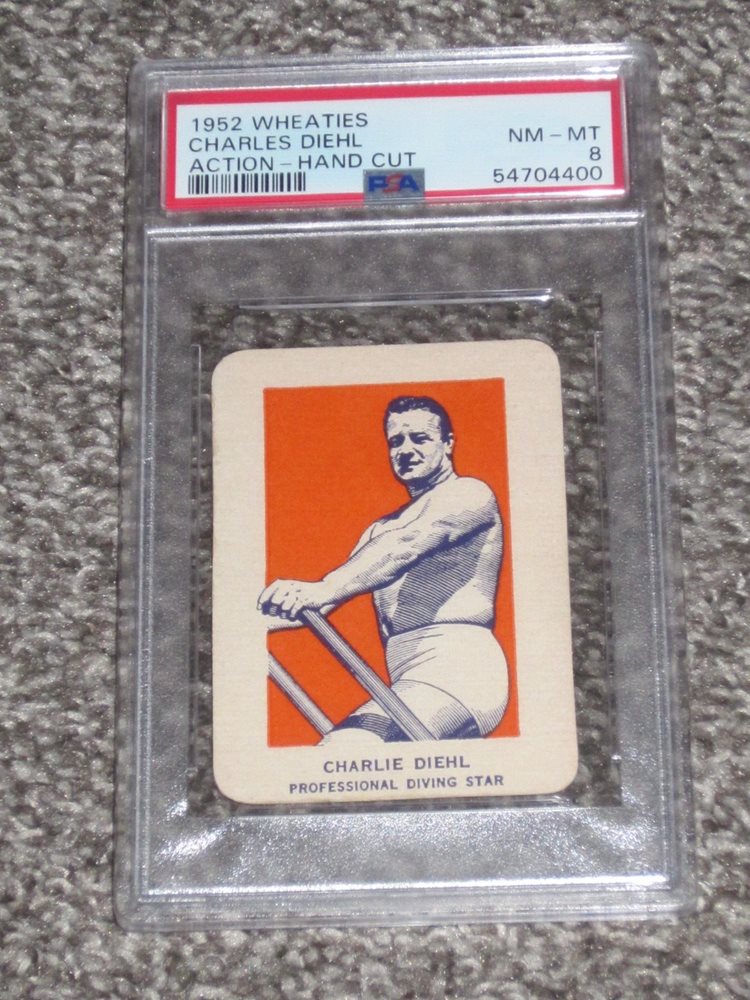 1952 WHEATIES
CHARLES DIEHL
ACTION – HAND CUT
NM – MT
8
54704400
PSA
CHARLIE DIEHL
PROFESSIONAL DIVING STAR